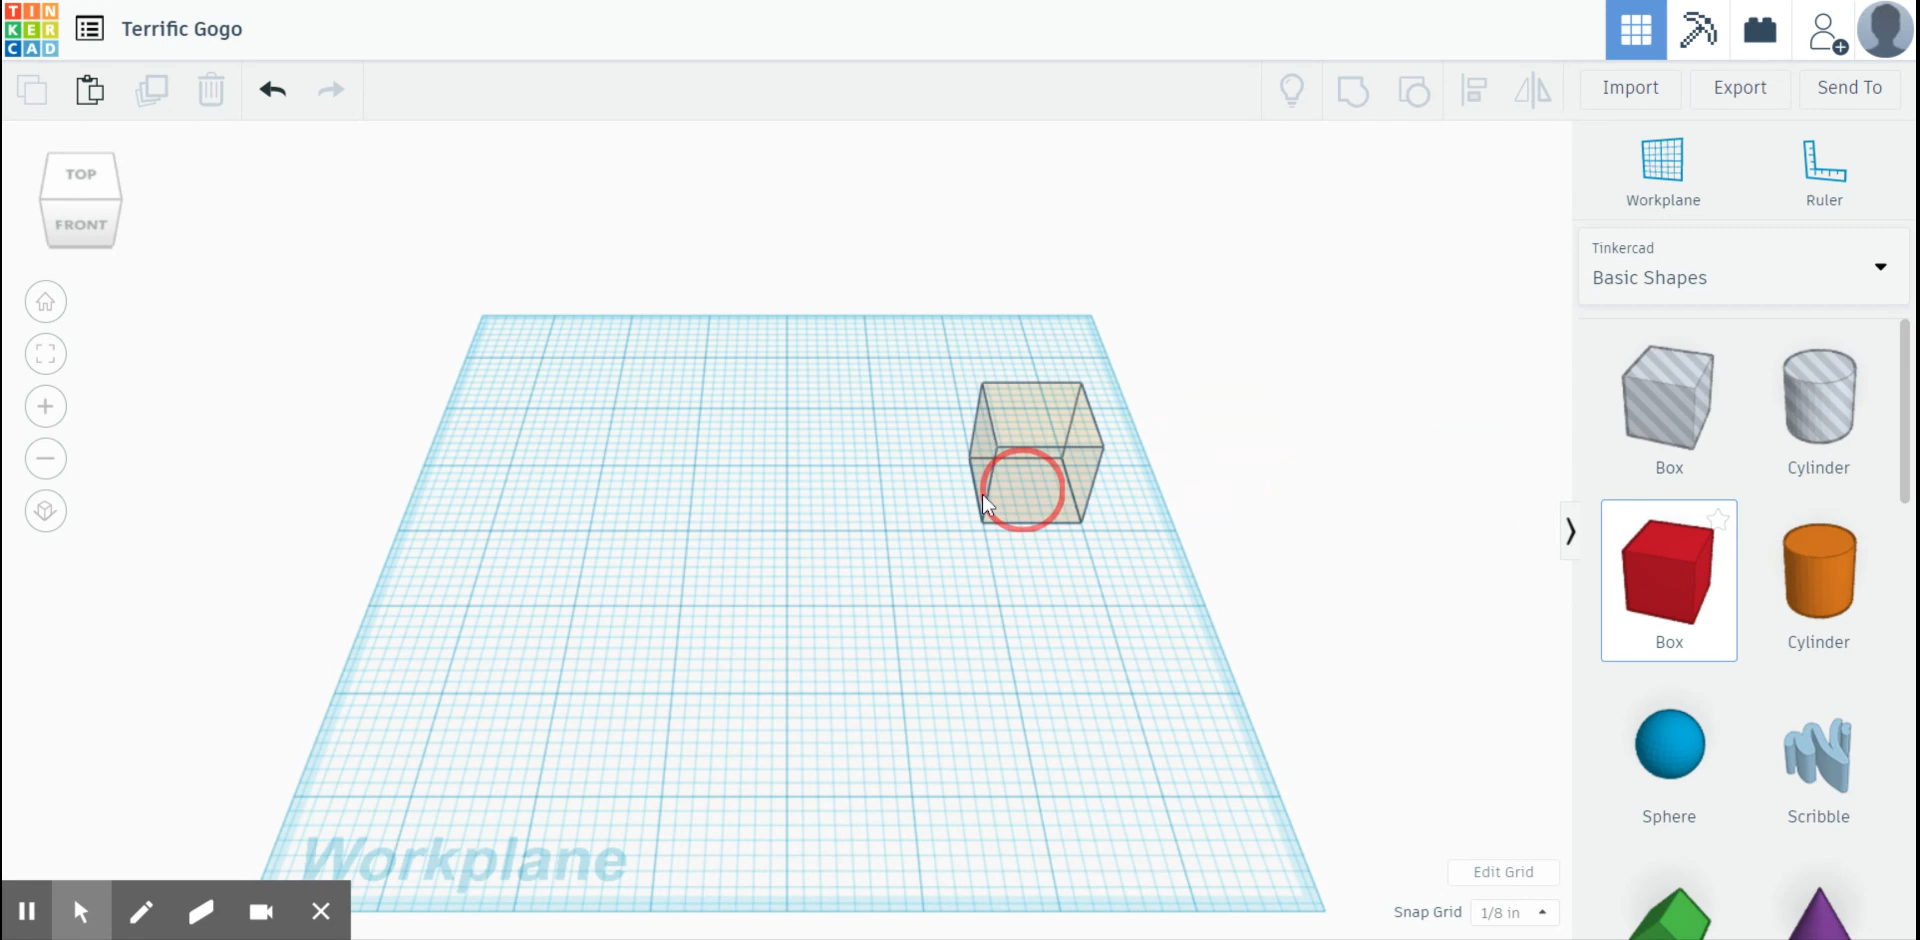 TIN
KER
CAD
Terrific Gogo
Import
Export
Send To
TOP
FRONT
Workplane
Ruler
Tinkercad
Basic Shapes
Box
Cylinder
Box
Cylinder
Sphere
Scribble
Workplane
Edit Grid
Snap Grid
1/8 in